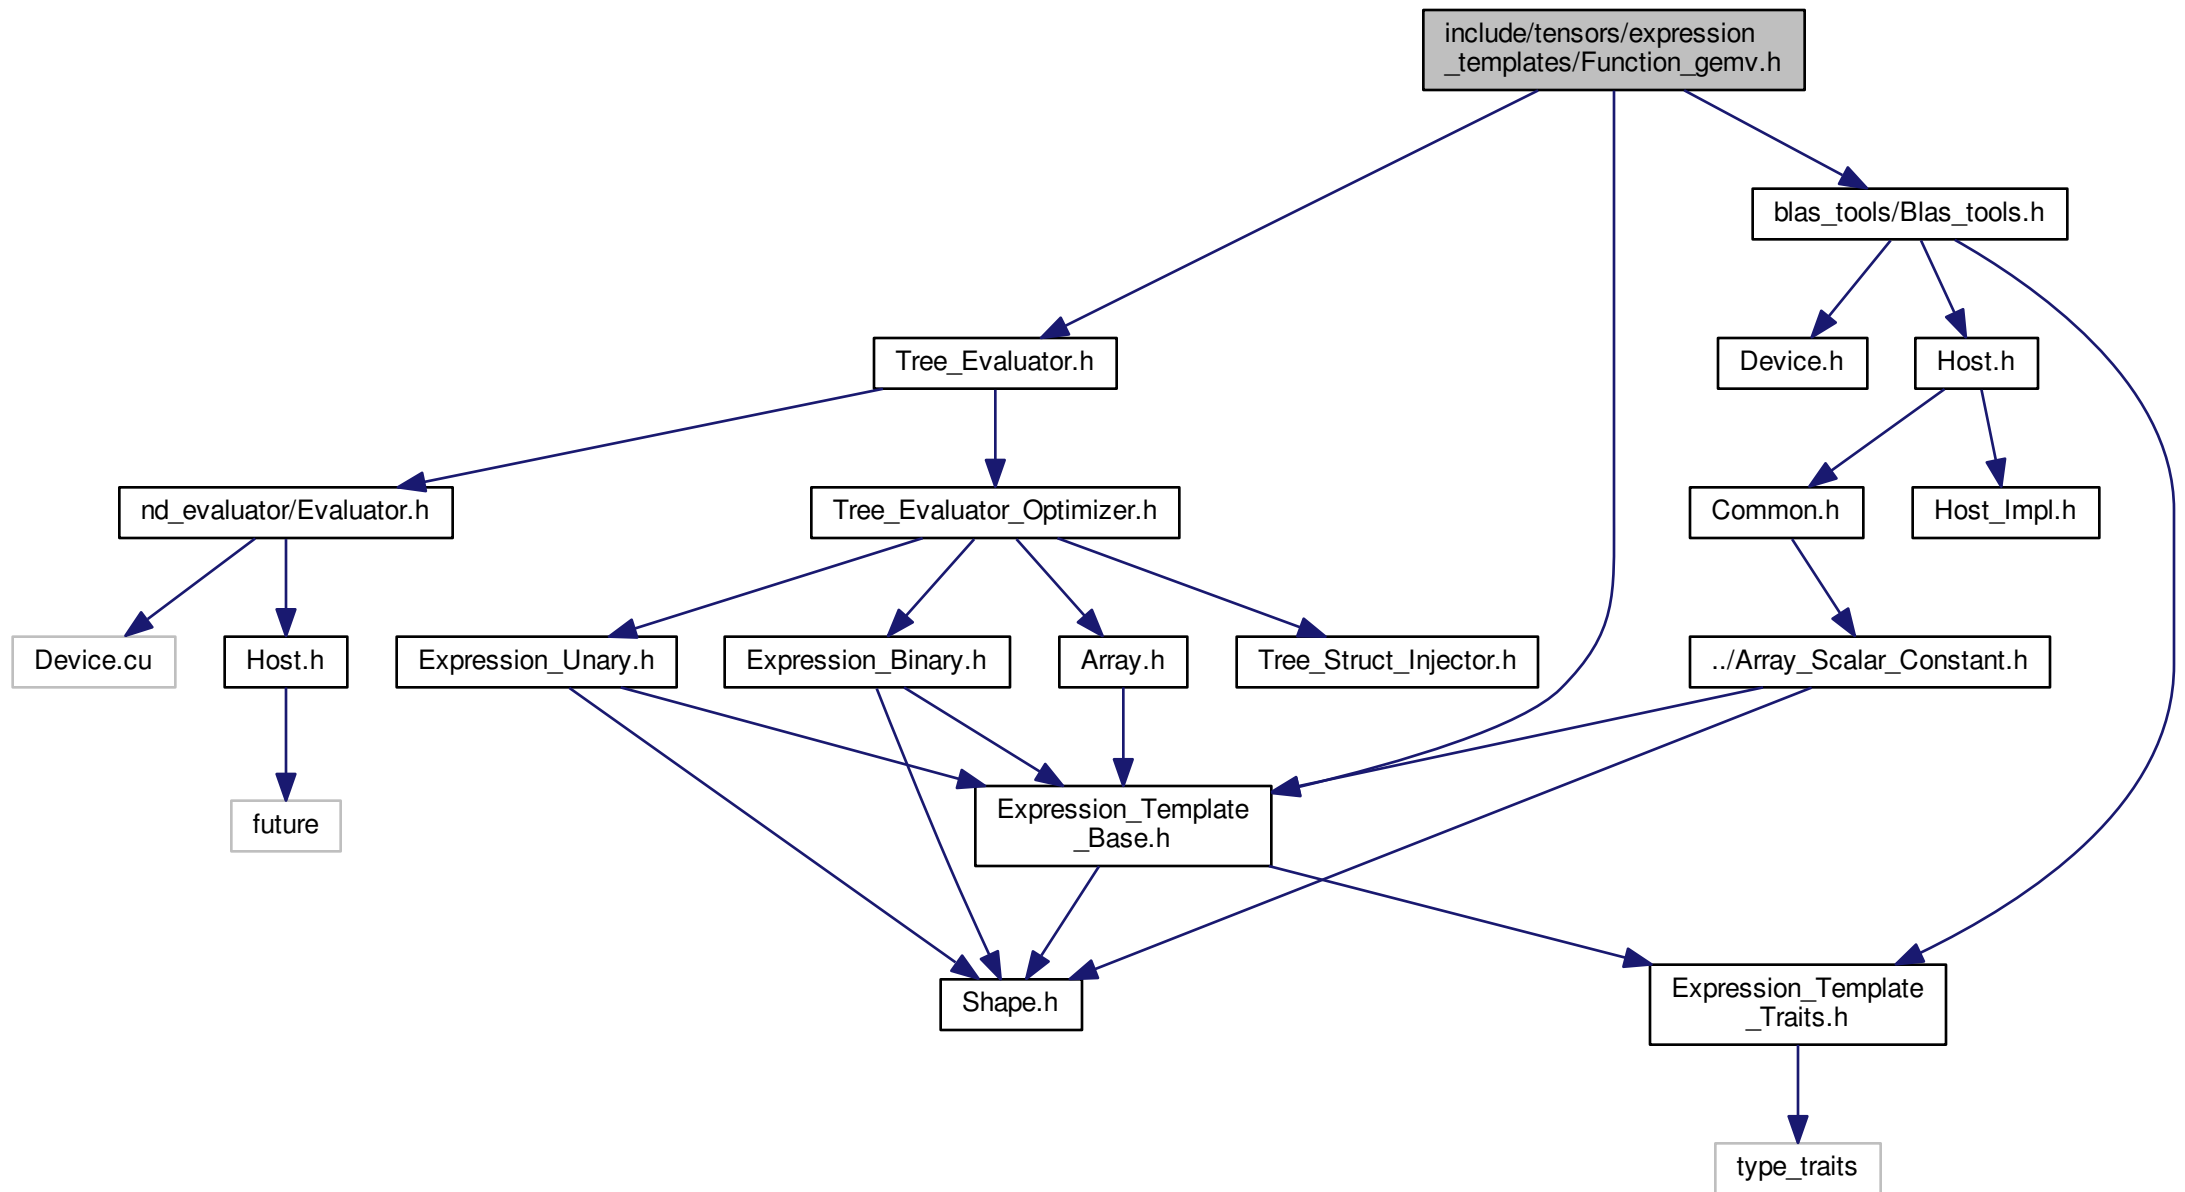 include/tensors/expression
_templates/Function_gemv.h
blas_tools/Blas_tools.h
Tree_Evaluator.h
Device.h
Host.h
nd_evaluator/Evaluator.h
Tree_Evaluator_Optimizer.h
Common.h
Host_Impl.h
Device.cu
Host.h
Expression_Unary.h
Expression_Binary.h
Array.h
Tree_Struct_Injector.h
../Array_Scalar_Constant.h
future
Expression_Template
_Base.h
Shape.h
Expression_Template
_Traits.h
type_traits